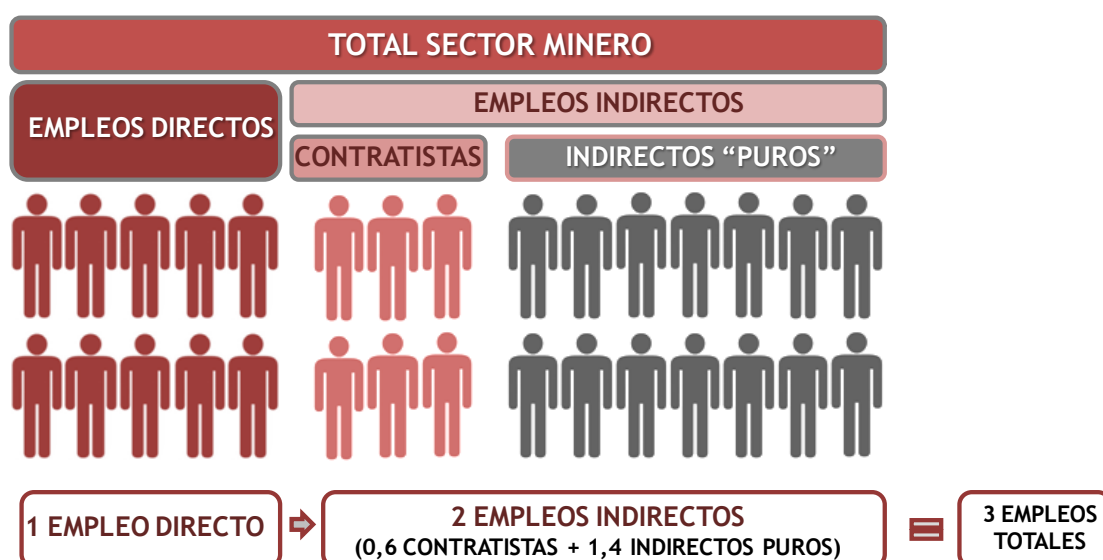 TOTAL SECTOR MINERO
EMPLEOS DIRECTOS
EMPLEOS INDIRECTOS
CONTRATISTAS
INDIRECTOS “PUROS”
1 EMPLEO DIRECTO
2 EMPLEOS INDIRECTOS
(0,6 CONTRATISTAS + 1,4 INDIRECTOS PUROS)
3 EMPLEOS
TOTALES